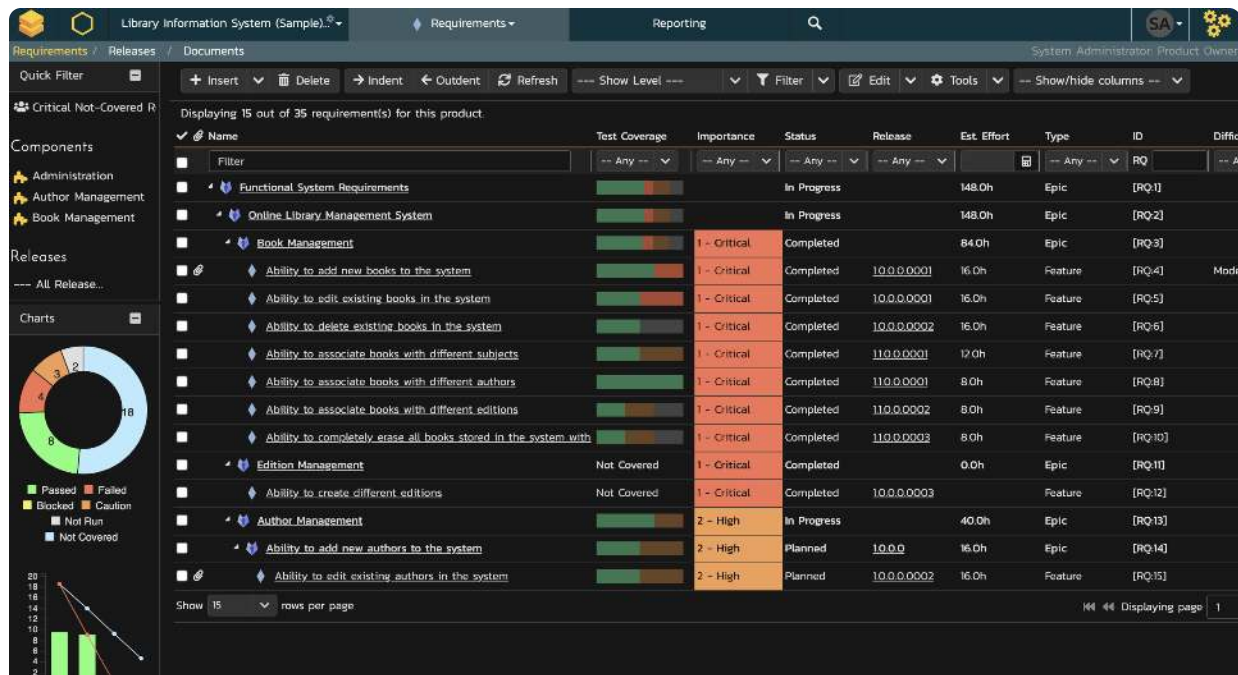 Library Information System (Sample)..
Requirements
Reporting
SA
Requirements / Releases / Documents
System Administrator Product Owner
Quick Filter
Insert
Delete
Indent
Outdent
Refresh
--- Show Level ---
Filter
Edit
Tools
-- Show/hide columns --
Critical Not-Covered R
Displaying 15 out of 35 requirement(s) for this product.
Name Test Coverage Importance Status Release Est. Effort Type ID Diffic
Filter -- Any -- -- Any -- -- Any -- -- Any -- -- Any -- RQ -- A
Components
Administration
Author Management
Book Management
Releases
--- All Release...
Charts
Functional System Requirements In Progress 148.0h Epic [RQ:1]
Online Library Management System In Progress 148.0h Epic [RQ:2]
Book Management 1 - Critical Completed 84.0h Epic [RQ:3]
Ability to add new books to the system 1 - Critical Completed 1.0.0.0.0001 16.0h Feature [RQ:4] Mode
Ability to edit existing books in the system 1 - Critical Completed 1.0.0.0.0001 16.0h Feature [RQ:5]
Ability to delete existing books in the system 1 - Critical Completed 1.0.0.0.0002 16.0h Feature [RQ:6]
Ability to associate books with different subjects 1 - Critical Completed 1.1.0.0.0001 12.0h Feature [RQ:7]
Ability to associate books with different authors 1 - Critical Completed 1.1.0.0.0001 8.0h Feature [RQ:8]
Ability to associate books with different editions 1 - Critical Completed 1.1.0.0.0002 8.0h Feature [RQ:9]
Ability to completely erase all books stored in the system with 1 - Critical Completed 1.1.0.0.0003 8.0h Feature [RQ:10]
Edition Management Not Covered 1 - Critical Completed 0.0h Epic [RQ:11]
Ability to create different editions Not Covered 1 - Critical Completed 1.0.0.0.0003 Feature [RQ:12]
Author Management 2 - High In Progress 40.0h Epic [RQ:13]
Ability to add new authors to the system 2 - High Planned 1.0.0.0 16.0h Epic [RQ:14]
Ability to edit existing authors in the system 2 - High Planned 1.0.0.0.0002 16.0h Feature [RQ:15]
Show 15 rows per page
Displaying page 1
2
3
4
18
8
Passed Failed
Blocked Caution
Not Run
Not Covered
20
18
16
14
12
10
8
6
4
2